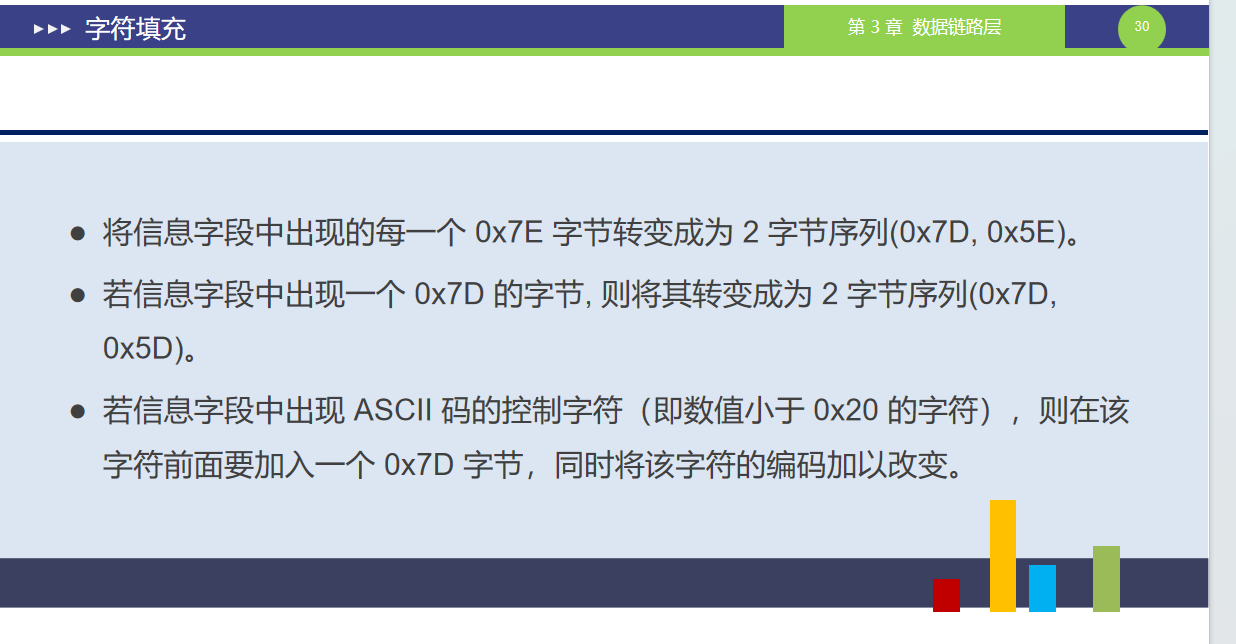 字符填充
第 3 章 数据链路层
30
● 将信息字段中出现的每一个 0x7E 字节转变成为 2 字节序列(0x7D, 0x5E)。
● 若信息字段中出现一个 0x7D 的字节, 则将其转变成为 2 字节序列(0x7D,
0x5D)。
● 若信息字段中出现 ASCII 码的控制字符（即数值小于 0x20 的字符），则在该
字符前面要加入一个 0x7D 字节，同时将该字符的编码加以改变。